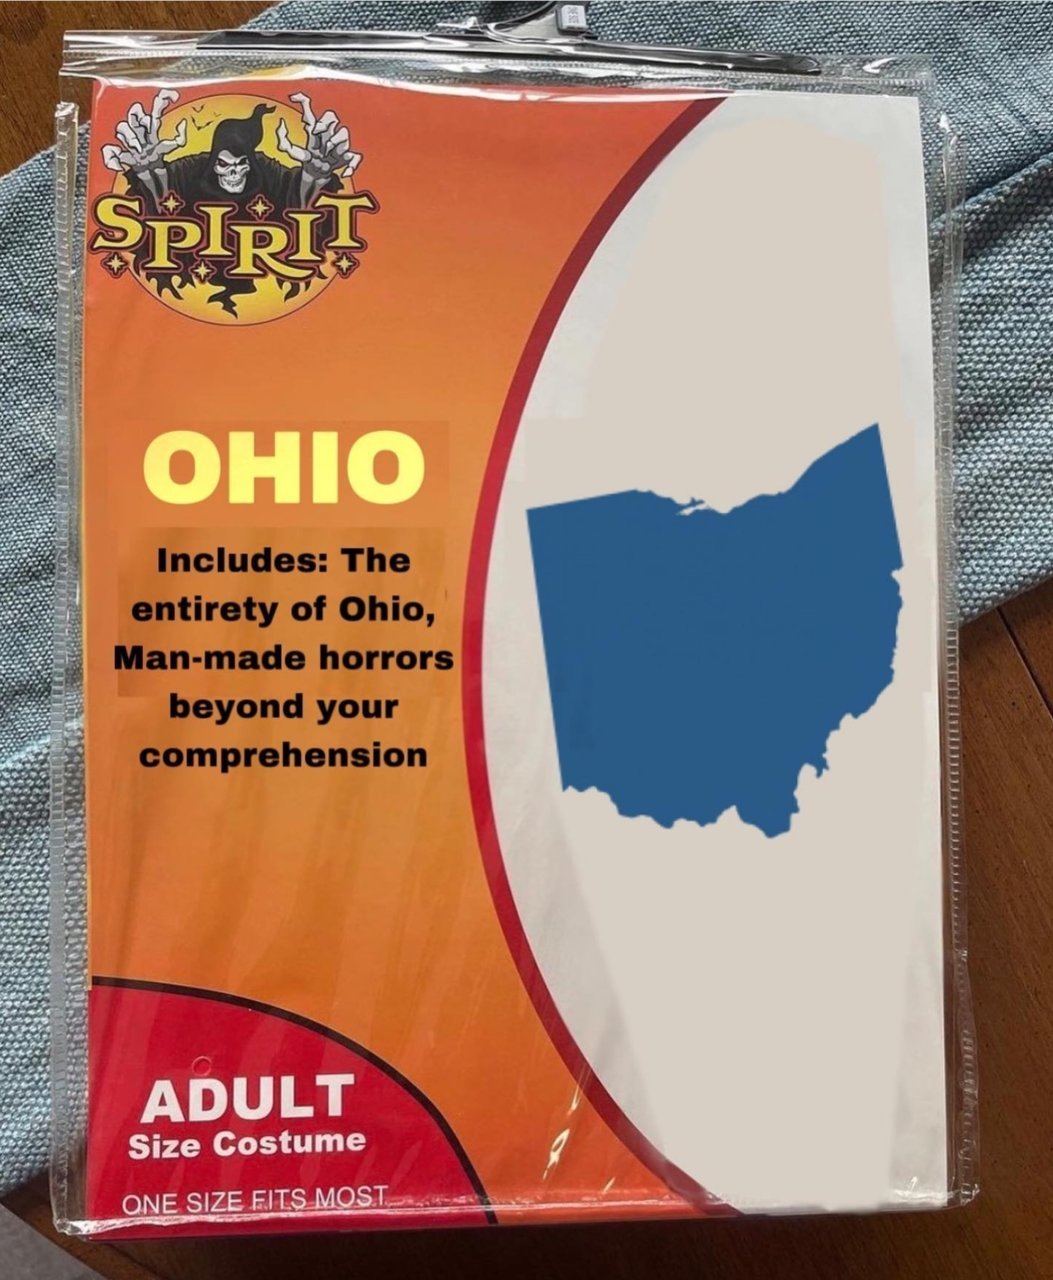 SPIRIT
OHIO
Includes: The
entirety of Ohio,
Man-made horrors
beyond your
comprehension
ADULT
Size Costume
ONE SIZE FITS MOST